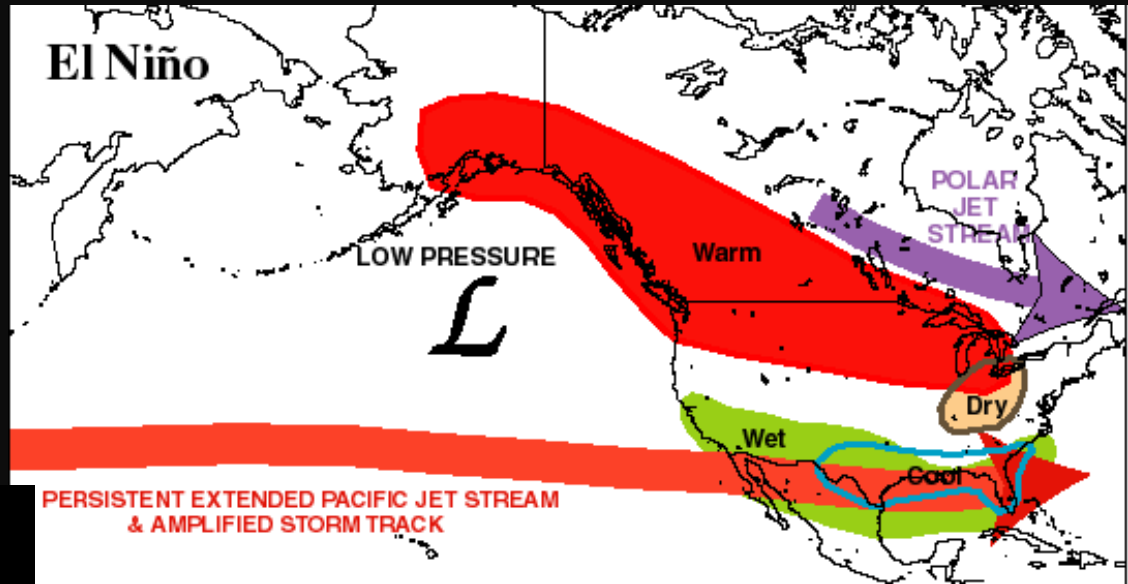 El Niño
POLAR
JET
STREAM
LOW PRESSURE
L
Warm
Dry
Wet
Cool
PERSISTENT EXTENDED PACIFIC JET STREAM
& AMPLIFIED STORM TRACK